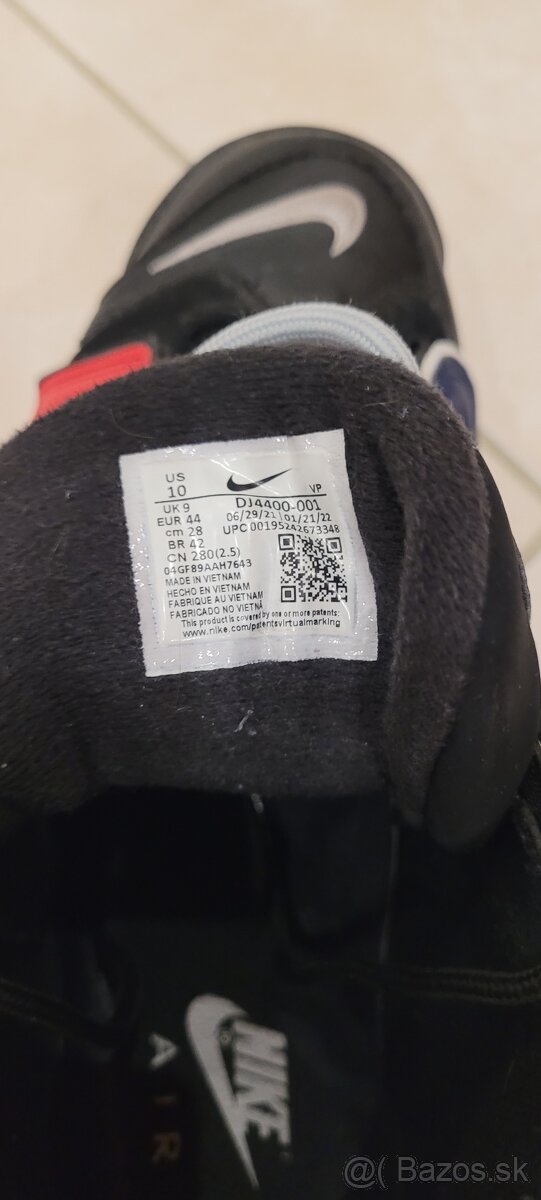 US
10 VP
UK 9 DJ4400-001
EUR 44 06/29/21 01/21/22
cm 28 UPC 00195242673348
BR 42
CN 280(2.5)
04GF89AAH7643
MADE IN VIETNAM
HECHO EN VIETNAM
FABRIQUE AU VIETNAM
FABRICADO NO VIETNÃ
This product is covered by one or more patents:
www.nike.com/patentsvirtualmarking
NIKE
AIR
Bazos.sk